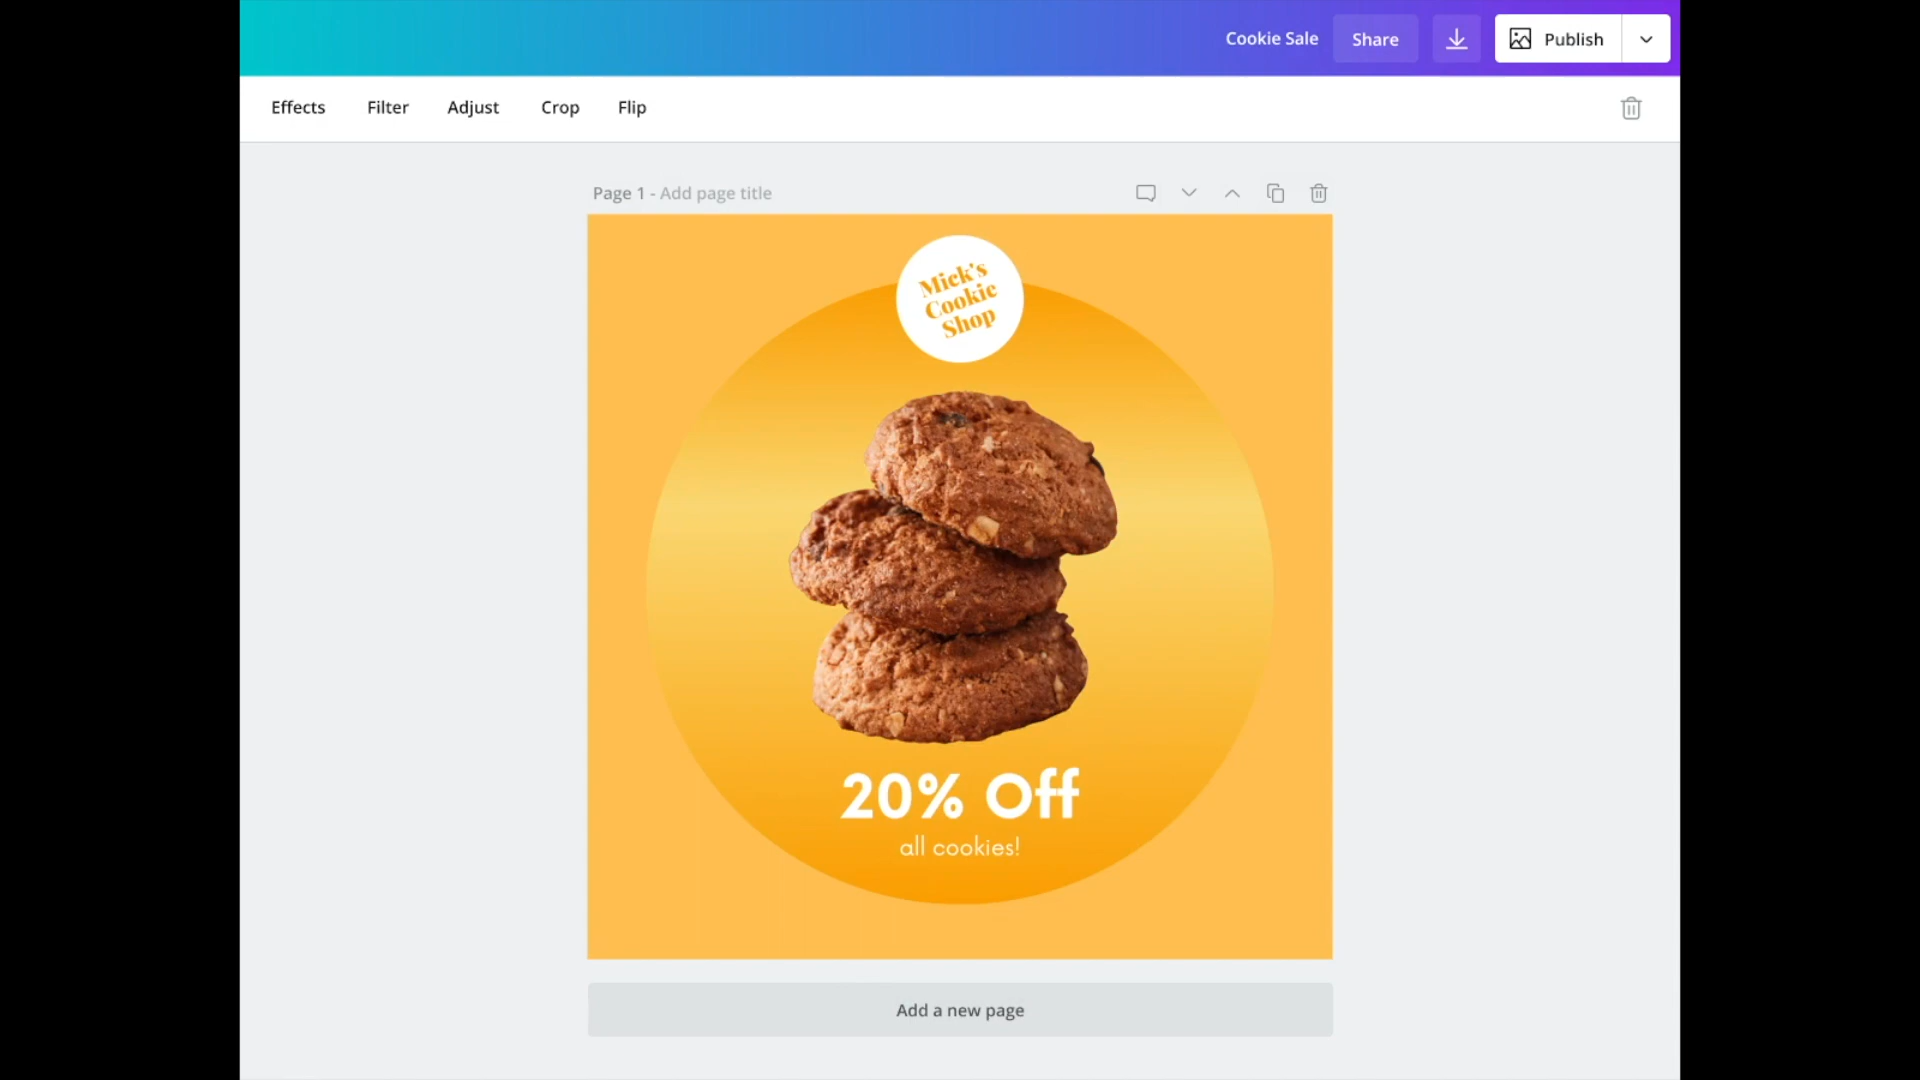 Cookie Sale
Share
Publish
Effects
Filter
Adjust
Crop
Flip
Page 1 - Add page title
Mick's
Cookie
Shop
20% Off
all cookies!
Add a new page